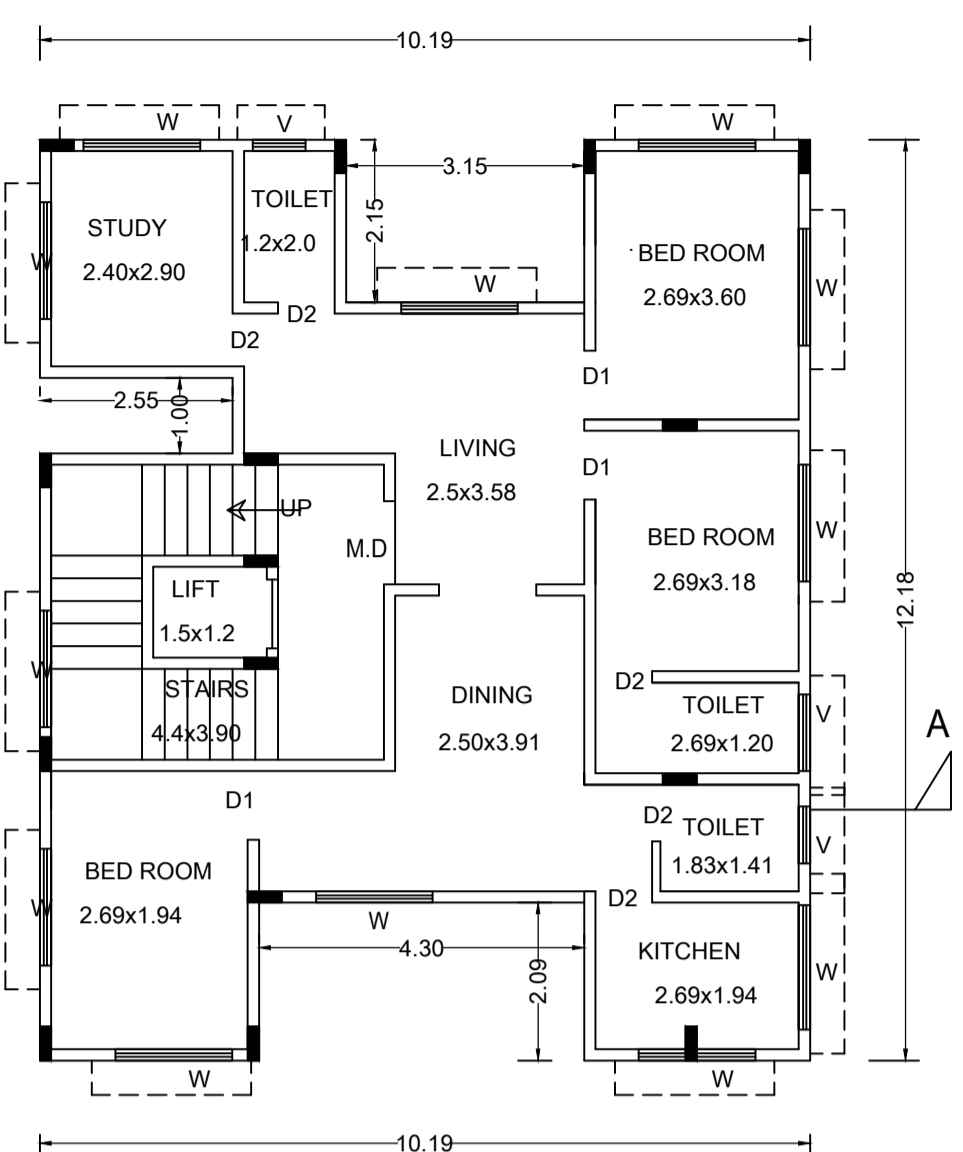 10.19
W
V
W
3.15
2.15
STUDY
2.40x2.90
TOILET
1.2x2.0
BED ROOM
2.69x3.60
W
W
W
D2
D2
D1
2.55
1.00
LIVING
2.5x3.58
D1
UP
M.D
BED ROOM
2.69x3.18
W
LIFT
1.5x1.2
12.18
W
STAIRS
4.4x3.90
DINING
2.50x3.91
D2
TOILET
2.69x1.20
V
A
D1
D2
TOILET
1.83x1.41
V
BED ROOM
2.69x1.94
W
W
D2
4.30
2.09
KITCHEN
2.69x1.94
W
W
W
10.19